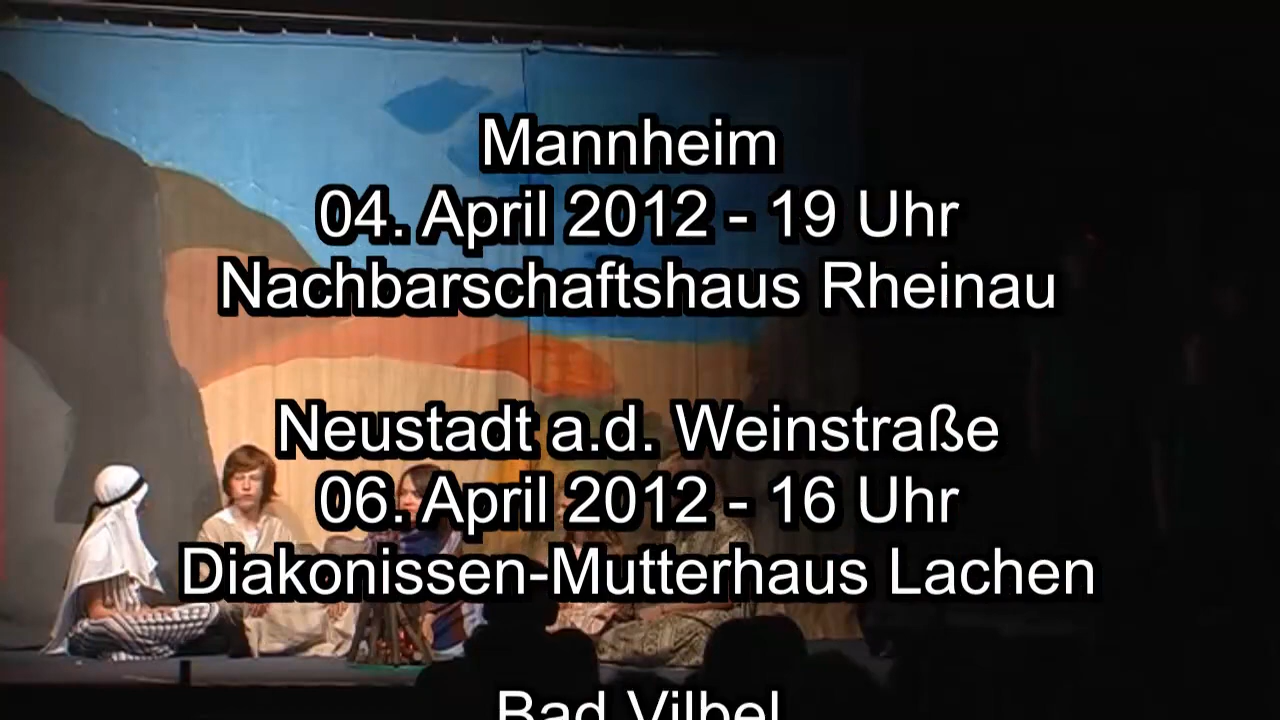 Mannheim
04. April 2012 - 19 Uhr
Nachbarschaftshaus Rheinau
Neustadt a.d. Weinstraße
06. April 2012 - 16 Uhr
Diakonissen-Mutterhaus Lachen
Bad Vilbel